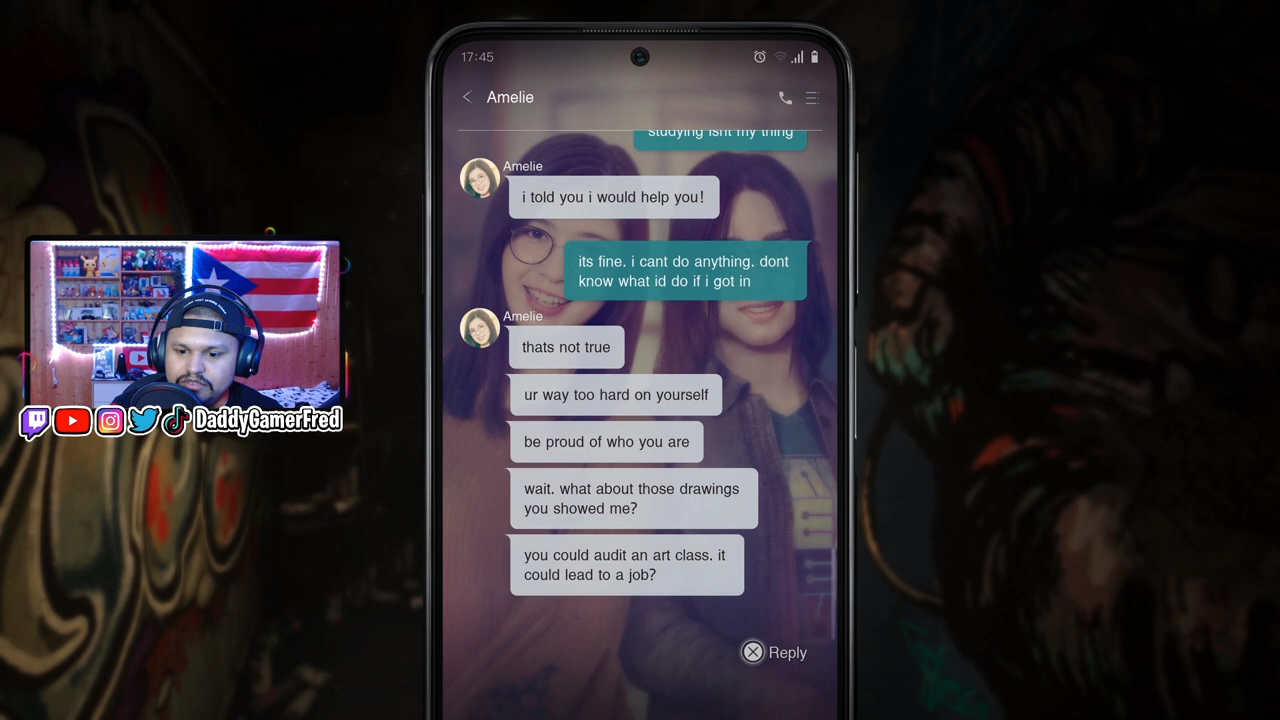 17:45
Amelie
studying isnt my thing
Amelie
i told you i would help you!
its fine. i cant do anything. dont
know what id do if i got in
Amelie
thats not true
ur way too hard on yourself
be proud of who you are
wait. what about those drawings
you showed me?
you could audit an art class. it
could lead to a job?
Reply
DaddyGamerFred